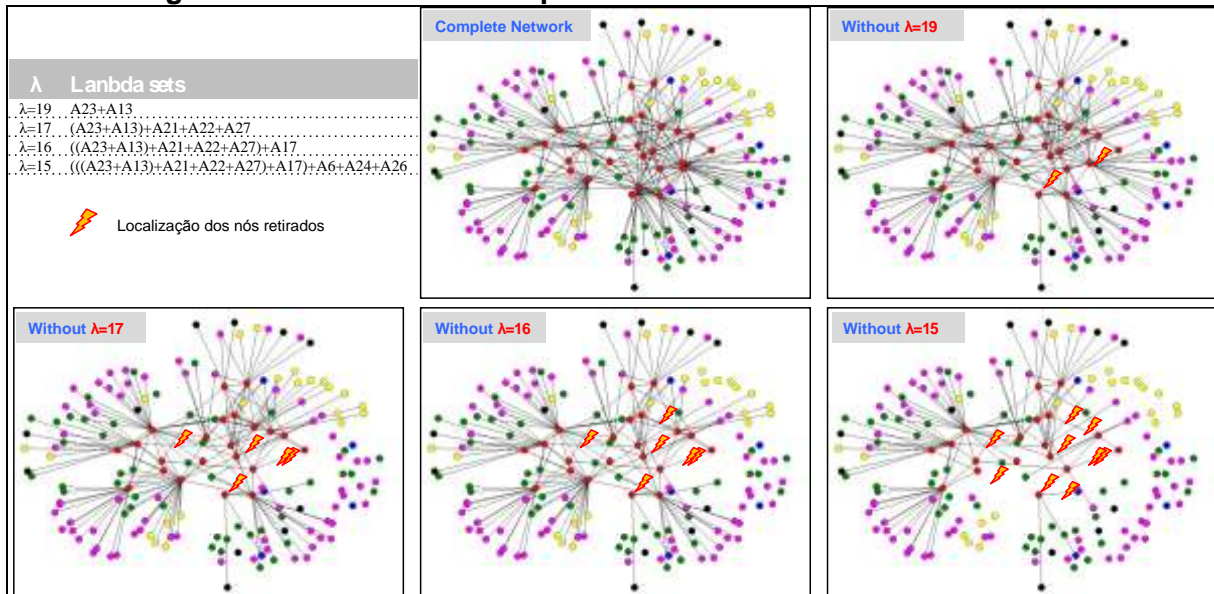 Complete Network
Without λ=19
λ Lanbda sets
λ=19 A23+A13
λ=17 (A23+A13)+A21+A22+A27
λ=16 ((A23+A13)+A21+A22+A27)+A17
λ=15 (((A23+A13)+A21+A22+A27)+A17)+A6+A24+A26
Localização dos nós retirados
Without λ=17
Without λ=16
Without λ=15